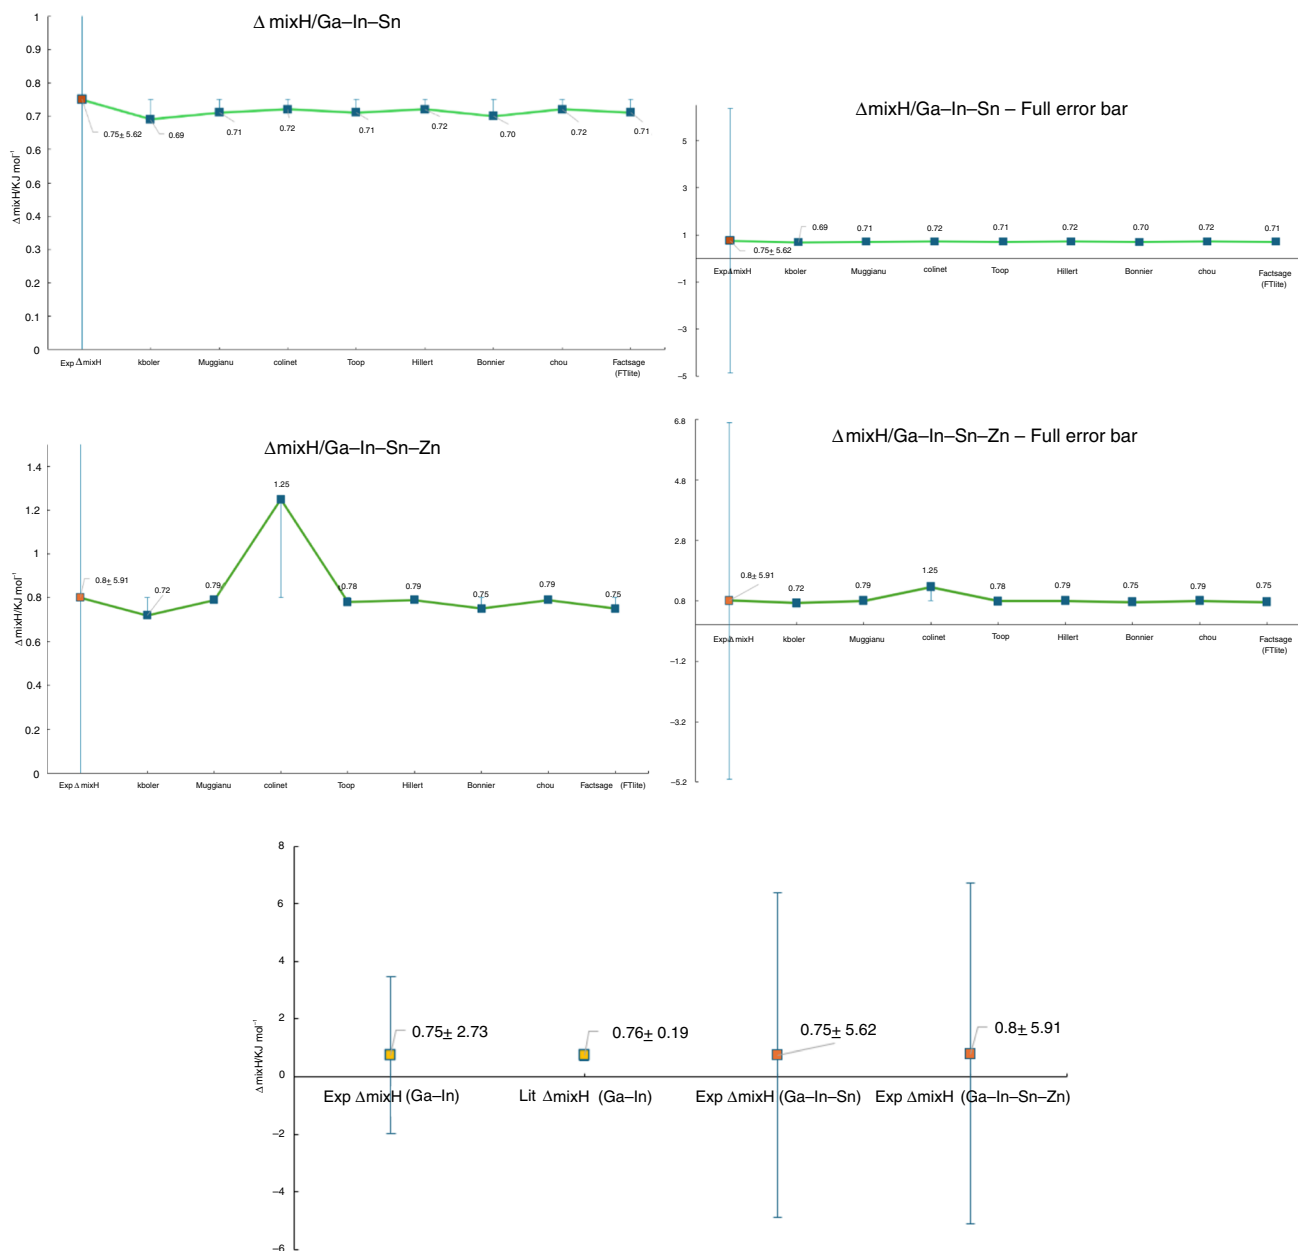 Δ mixH/Ga–In–Sn
1
0.9
0.8
0.7
0.6
0.6
0.4
0.3
0.2
0.1
0
ΔmixH/KJ mol⁻¹
0.75± 5.62
0.69
0.71
0.72
0.71
0.72
0.70
0.72
0.71
Exp ΔmixH
kboler
Muggianu
colinet
Toop
Hillert
Bonnier
chou
Factsage
(FTlite)
ΔmixH/Ga–In–Sn – Full error bar
5
3
1
−1
−3
−5
0.75± 5.62
0.69
0.71
0.72
0.71
0.72
0.70
0.72
0.71
ExpΔmixH
kboler
Muggianu
colinet
Toop
Hillert
Bonnier
chou
Factsage
(FTlite)
ΔmixH/Ga–In–Sn–Zn
1.4
1.2
1
0.8
0.6
0.4
0.2
0
ΔmixH/KJ mol⁻¹
0.8± 5.91
0.72
0.79
1.25
0.78
0.79
0.75
0.79
0.75
Exp Δ mixH
kboler
Muggianu
colinet
Toop
Hillert
Bonnier
chou
Factsage (FTlite)
ΔmixH/Ga–In–Sn–Zn – Full error bar
6.8
4.8
2.8
0.8
−1.2
−3.2
−5.2
0.8± 5.91
0.72
0.79
1.25
0.78
0.79
0.75
0.79
0.75
ExpΔmixH
kboler
Muggianu
colinet
Toop
Hillert
Bonnier
chou
Factsage
(FTlite)
8
6
4
2
0
−2
−4
−6
ΔmixH/KJ mol⁻¹
0.75± 2.73
0.76± 0.19
0.75± 5.62
0.8± 5.91
Exp ΔmixH (Ga–In)
Lit ΔmixH (Ga–In)
Exp ΔmixH (Ga–In–Sn)
Exp ΔmixH (Ga–In–Sn–Zn)